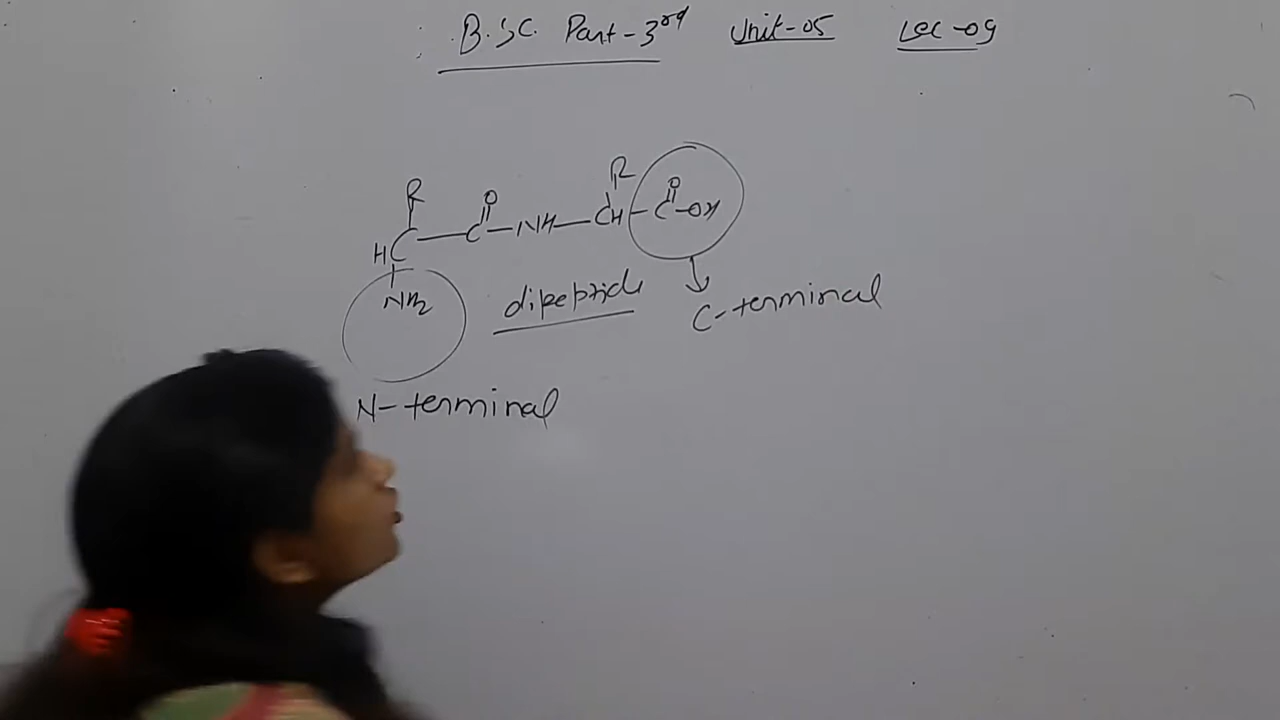 B.SC. Part-3rd Unit-05 Lec-09
R
O
R
O
HC - C - NH - CH - C - OH
NH2
dipeptide
C-terminal
N-terminal